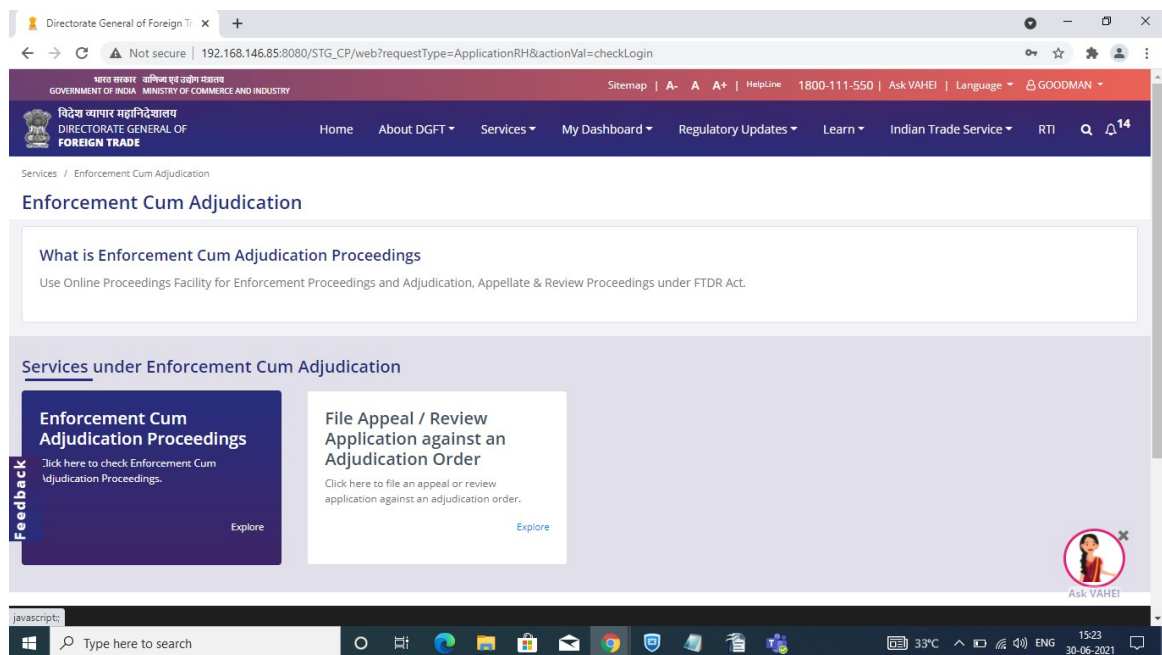 Directorate General of Foreign Tr
Not secure | 192.168.146.85:8080/STG_CP/web?requestType=ApplicationRH&actionVal=checkLogin
भारत सरकार वाणिज्य एवं उद्योग मंत्रालय
GOVERNMENT OF INDIA MINISTRY OF COMMERCE AND INDUSTRY
Sitemap | A- A A+ | HelpLine 1800-111-550 | Ask VAHEI | Language GOODMAN
विदेश व्यापार महानिदेशालय
DIRECTORATE GENERAL OF
FOREIGN TRADE
Home About DGFT Services My Dashboard Regulatory Updates Learn Indian Trade Service RTI 14
Services / Enforcement Cum Adjudication
Enforcement Cum Adjudication
What is Enforcement Cum Adjudication Proceedings
Use Online Proceedings Facility for Enforcement Proceedings and Adjudication, Appellate & Review Proceedings under FTDR Act.
Services under Enforcement Cum Adjudication
Enforcement Cum
Adjudication Proceedings
Click here to check Enforcement Cum
Adjudication Proceedings.
Explore
File Appeal / Review
Application against an
Adjudication Order
Click here to file an appeal or review
application against an adjudication order.
Explore
Feedback
Ask VAHEI
javascript:;
Type here to search
33°C ENG 15:23
30-06-2021